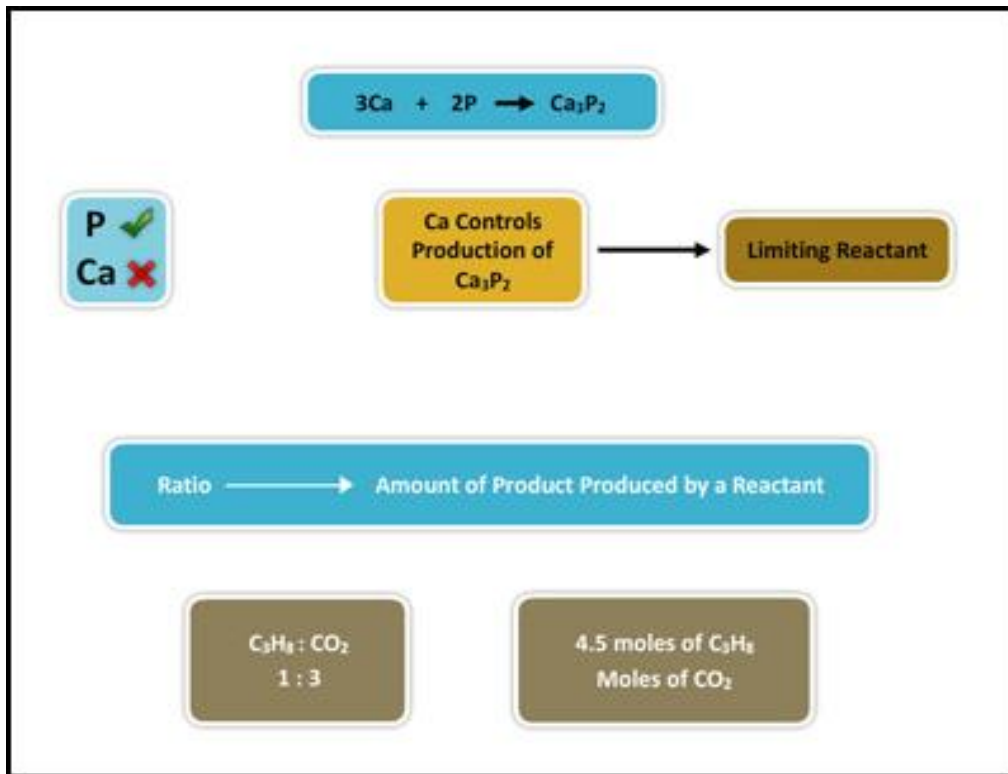 3Ca + 2P → Ca₃P₂
P ✔
Ca ✖
Ca Controls
Production of
Ca₃P₂
Limiting Reactant
Ratio → Amount of Product Produced by a Reactant
C₃H₈ : CO₂
1 : 3
4.5 moles of C₃H₈
Moles of CO₂